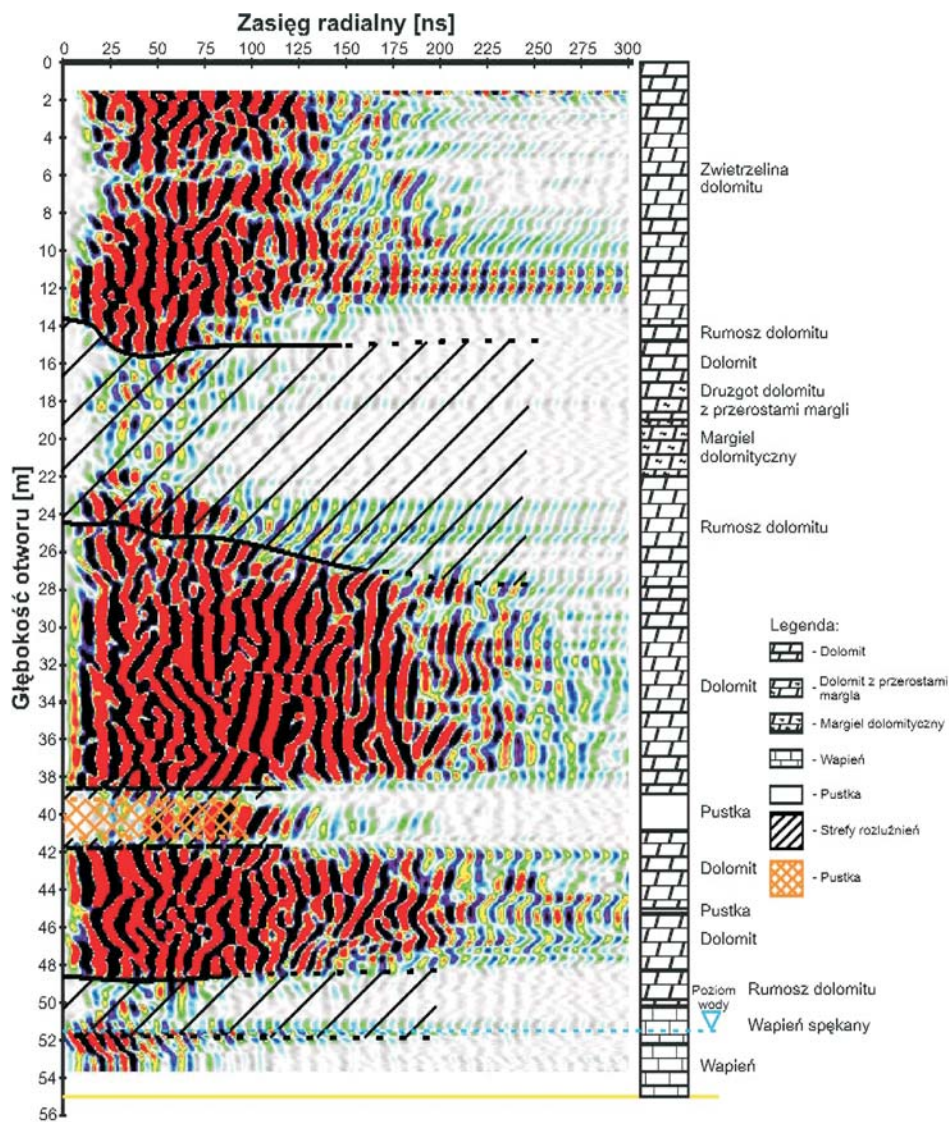 Zasięg radialny [ns]
0 25 50 75 100 125 150 175 200 225 250 275 300
Głębokość otworu [m]
0
2
4
6
8
10
12
14
16
18
20
22
24
26
28
30
32
34
36
38
40
42
44
46
48
50
52
54
56
Zwietrzelina
dolomitu
Rumosz dolomitu
Dolomit
Druzgot dolomitu
z przerostami margli
Margiel
dolomityczny
Rumosz dolomitu
Dolomit
Pustka
Dolomit
Pustka
Dolomit
Poziom
wody
Rumosz dolomitu
Wapień spękany
Wapień
Legenda:
- Dolomit
- Dolomit z przerostami
margla
- Margiel dolomityczny
- Wapień
- Pustka
- Strefy rozluźnień
- Pustka